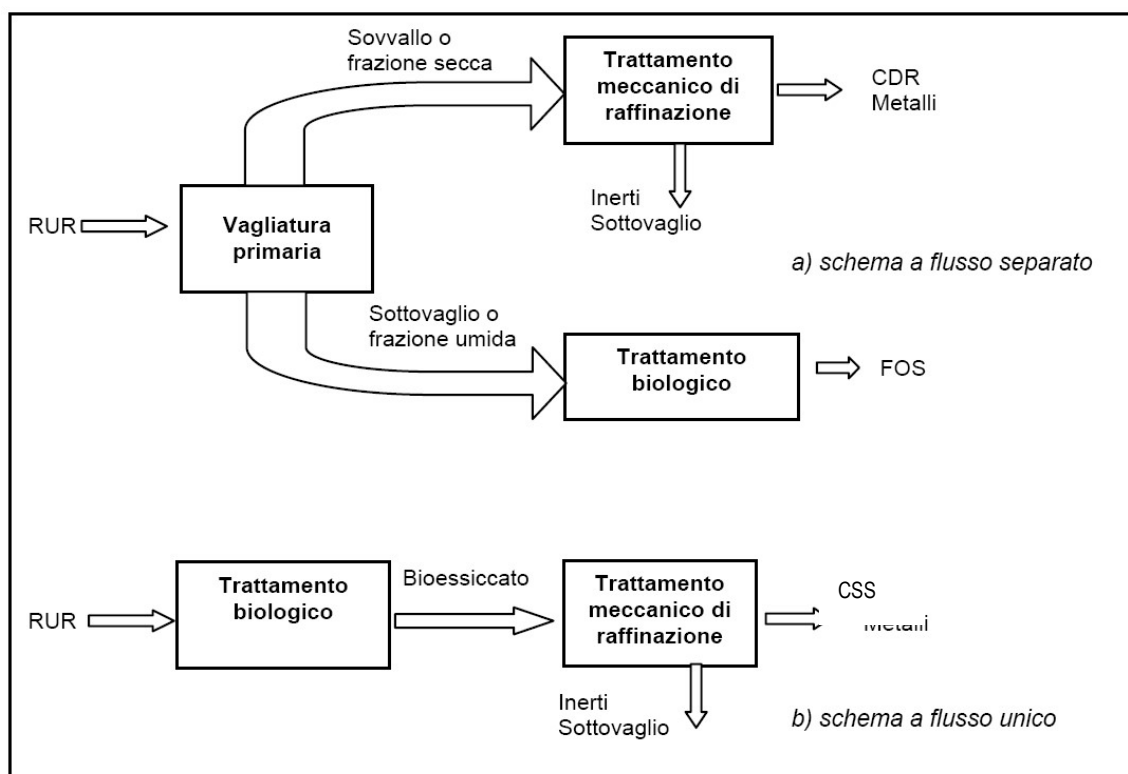 Sovvallo o
frazione secca
Trattamento
meccanico di
raffinazione
CDR
Metalli
Inerti
Sottovaglio
RUR
Vagliatura
primaria
a) schema a flusso separato
Sottovaglio o
frazione umida
Trattamento
biologico
FOS
RUR
Trattamento
biologico
Bioessiccato
Trattamento
meccanico di
raffinazione
CSS
Metalli
Inerti
Sottovaglio
b) schema a flusso unico